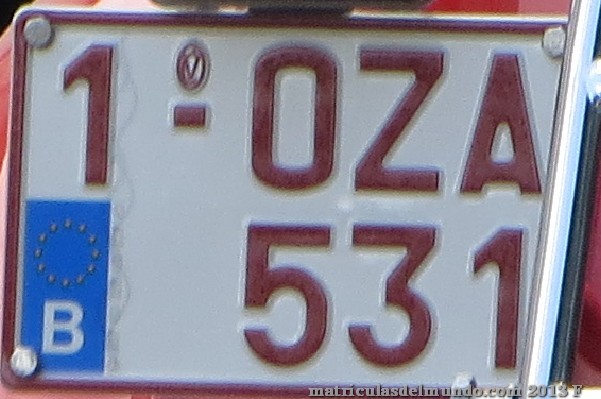 1-OZA
B 531
matriculasdelmundo.com 2013 F